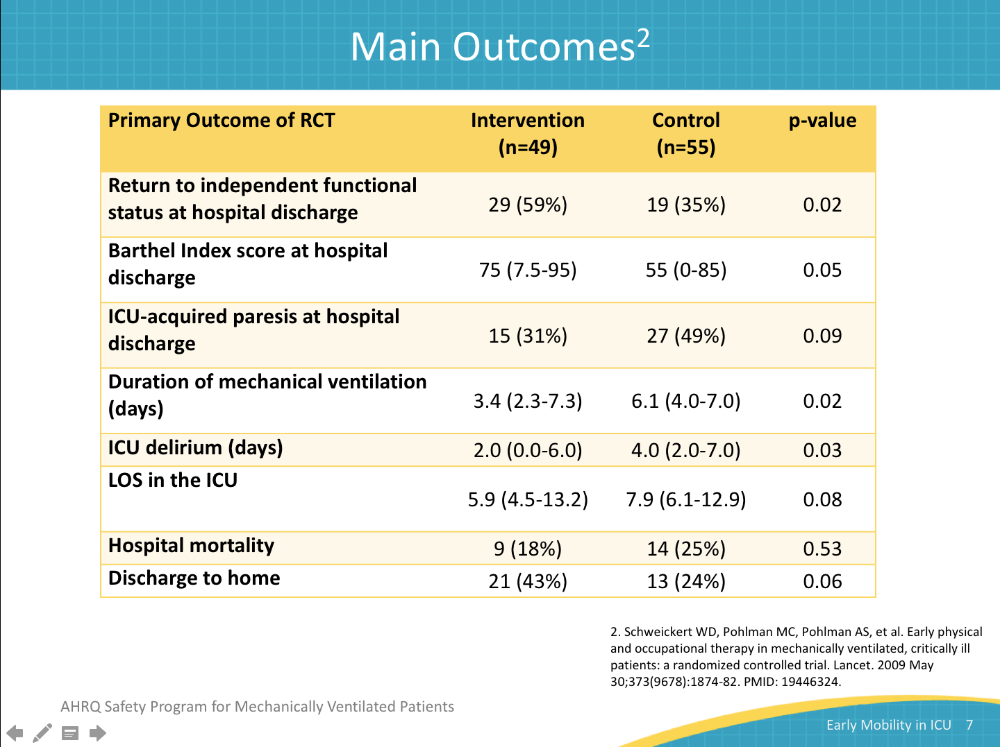 Main Outcomes²
Primary Outcome of RCT Intervention Control p-value
(n=49) (n=55)
Return to independent functional
status at hospital discharge 29 (59%) 19 (35%) 0.02
Barthel Index score at hospital
discharge 75 (7.5-95) 55 (0-85) 0.05
ICU-acquired paresis at hospital
discharge 15 (31%) 27 (49%) 0.09
Duration of mechanical ventilation
(days) 3.4 (2.3-7.3) 6.1 (4.0-7.0) 0.02
ICU delirium (days) 2.0 (0.0-6.0) 4.0 (2.0-7.0) 0.03
LOS in the ICU 5.9 (4.5-13.2) 7.9 (6.1-12.9) 0.08
Hospital mortality 9 (18%) 14 (25%) 0.53
Discharge to home 21 (43%) 13 (24%) 0.06
2. Schweickert WD, Pohlman MC, Pohlman AS, et al. Early physical
and occupational therapy in mechanically ventilated, critically ill
patients: a randomized controlled trial. Lancet. 2009 May
30;373(9678):1874-82. PMID: 19446324.
AHRQ Safety Program for Mechanically Ventilated Patients
Early Mobility in ICU 7